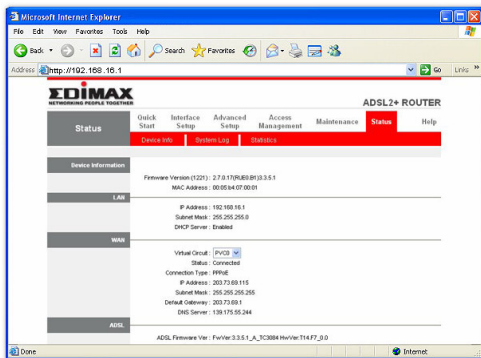 Microsoft Internet Explorer
File Edit View Favorites Tools Help
Back Search Favorites
Address http://192.168.16.1 Go Links »
EDIMAX
NETWORKING PEOPLE TOGETHER
ADSL2+ ROUTER
Status Quick Start Interface Setup Advanced Setup Access Management Maintenance Status Help
Device Info System Log Statistics
Device Information
Firmware Version (1221) : 2.7.0.17(RUE0.B1)3.3.5.1
MAC Address : 00:05:b4:07:00:01
LAN
IP Address : 192.168.16.1
Subnet Mask : 255.255.255.0
DHCP Server : Enabled
WAN
Virtual Circuit : PVC0
Status : Connected
Connection Type : PPPoE
IP Address : 203.73.69.115
Subnet Mask : 255.255.255.255
Default Gateway : 203.73.69.1
DNS Server : 139.175.55.244
ADSL
ADSL Firmware Ver : FwVer:3.3.5.1_A_TC3084 HwVer:T14.F7_0.0
Done Internet